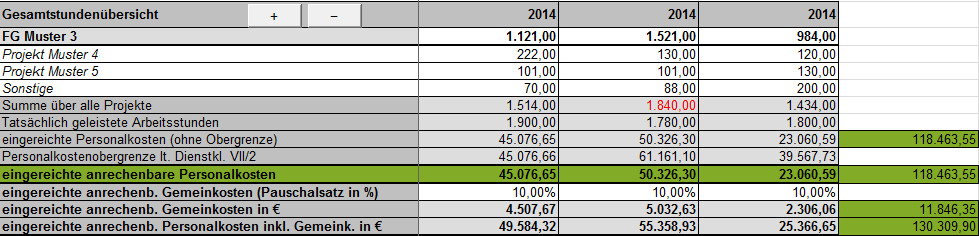 Gesamtstundenübersicht + − 2014 2014 2014
FG Muster 3 1.121,00 1.521,00 984,00
Projekt Muster 4 222,00 130,00 120,00
Projekt Muster 5 101,00 101,00 130,00
Sonstige 70,00 88,00 200,00
Summe über alle Projekte 1.514,00 1.840,00 1.434,00
Tatsächlich geleistete Arbeitsstunden 1.900,00 1.780,00 1.800,00
eingereichte Personalkosten (ohne Obergrenze) 45.076,65 50.326,30 23.060,59 118.463,55
Personalkostenobergrenze lt. Dienstkl. VII/2 45.076,66 61.161,10 39.567,73
eingereichte anrechenbare Personalkosten 45.076,65 50.326,30 23.060,59 118.463,55
eingereichte anrechenb. Gemeinkosten (Pauschalsatz in %) 10,00% 10,00% 10,00%
eingereichte anrechenb. Gemeinkosten in € 4.507,67 5.032,63 2.306,06 11.846,35
eingereichte anrechenb. Personalkosten inkl. Gemeink. in € 49.584,32 55.358,93 25.366,65 130.309,90